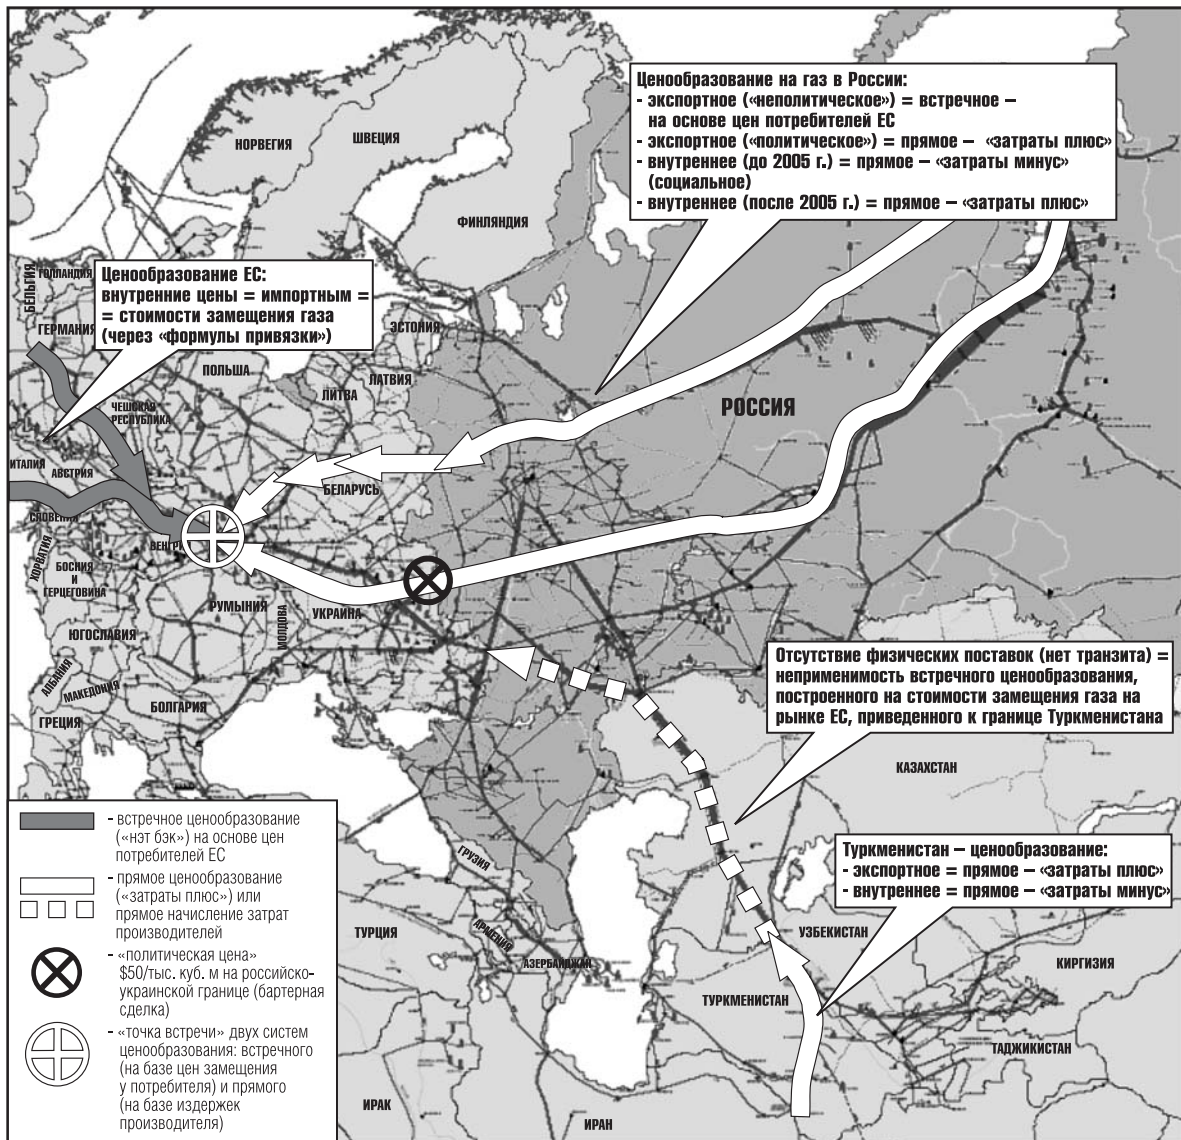 Ценообразование на газ в России:
- экспортное («неполитическое») = встречное –
на основе цен потребителей ЕС
- экспортное («политическое») = прямое – «затраты плюс»
- внутреннее (до 2005 г.) = прямое – «затраты минус»
(социальное)
- внутреннее (после 2005 г.) = прямое – «затраты плюс»
НОРВЕГИЯ
ШВЕЦИЯ
ФИНЛЯНДИЯ
БЕЛЬГИЯ
ГОЛЛАНДИЯ
Ценообразование ЕС:
внутренние цены = импортным =
= стоимости замещения газа
(через «формулы привязки»)
ГЕРМАНИЯ
ЭСТОНИЯ
ПОЛЬША
ЛАТВИЯ
ЛИТВА
ЧЕШСКАЯ
РЕСПУБЛИКА
РОССИЯ
ИТАЛИЯ
АВСТРИЯ
БЕЛАРУСЬ
СЛОВЕНИЯ
ВЕНГР
ХОРВАТИЯ
БОСНИЯ
И
ГЕРЦЕГОВИНА
РУМЫНИЯ
МОЛДОВА
УКРАИНА
ЮГОСЛАВИЯ
АЛБАНИЯ
МАКЕДОНИЯ
БОЛГАРИЯ
ГРЕЦИЯ
Отсутствие физических поставок (нет транзита) =
неприменимость встречного ценообразования,
построенного на стоимости замещения газа на
рынке ЕС, приведенного к границе Туркменистана
КАЗАХСТАН
Туркменистан – ценообразование:
- экспортное = прямое – «затраты плюс»
- внутреннее = прямое – «затраты минус»
ГРУЗИЯ
АРМЕНИЯ
АЗЕРБАЙДЖАН
ТУРЦИЯ
УЗБЕКИСТАН
КИРГИЗИЯ
ТУРКМЕНИСТАН
ТАДЖИКИСТАН
ИРАК
ИРАН
- встречное ценообразование
(«нэт бэк») на основе цен
потребителей ЕС
- прямое ценообразование
(«затраты плюс») или
прямое начисление затрат
производителей
- «политическая цена»
$50/тыс. куб. м на российско-
украинской границе (бартерная
сделка)
- «точка встречи» двух систем
ценообразования: встречного
(на базе цен замещения
у потребителя) и прямого
(на базе издержек
производителя)